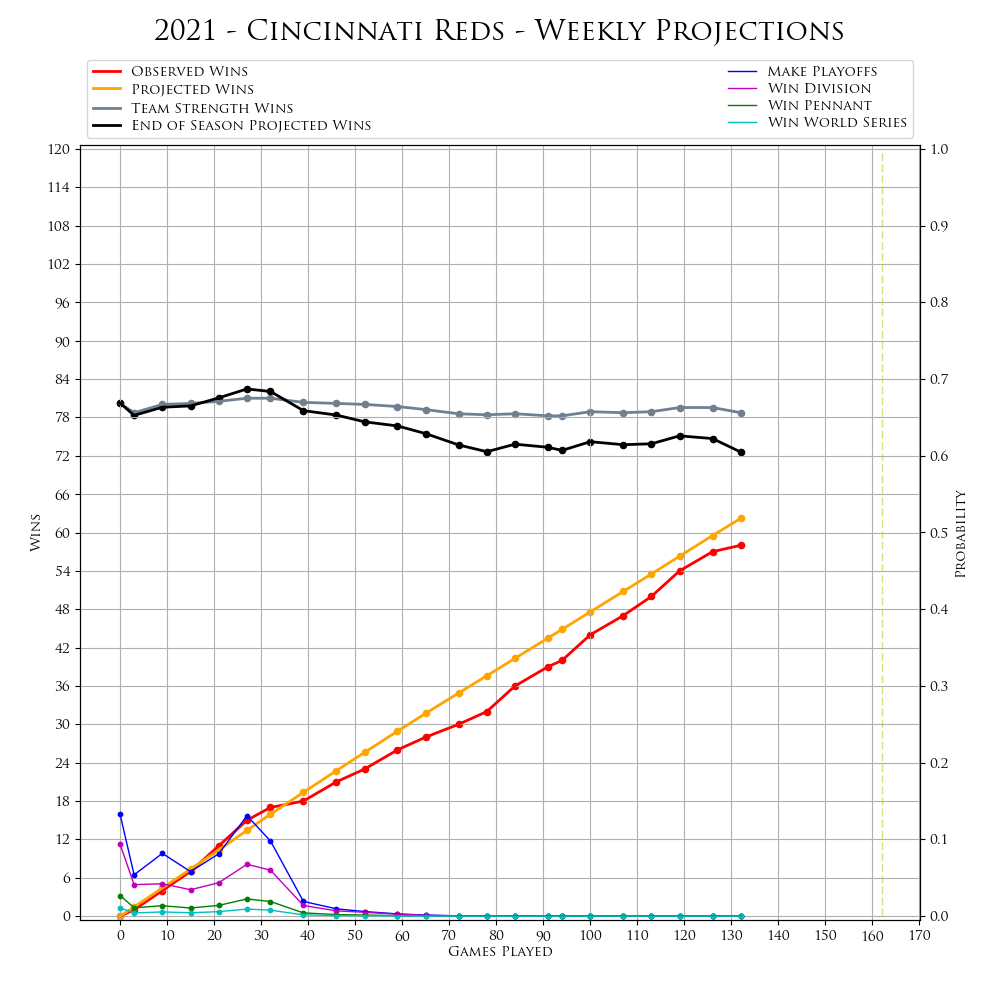 2021 - Cincinnati Reds - Weekly Projections
Observed Wins
Projected Wins
Team Strength Wins
End of Season Projected Wins
Make Playoffs
Win Division
Win Pennant
Win World Series
120
114
108
102
96
90
84
78
72
66
60
54
48
42
36
30
24
18
12
6
0
Wins
1.0
0.9
0.8
0.7
0.6
0.5
0.4
0.3
0.2
0.1
0.0
Probability
0 10 20 30 40 50 60 70 80 90 100 110 120 130 140 150 160 170
Games Played